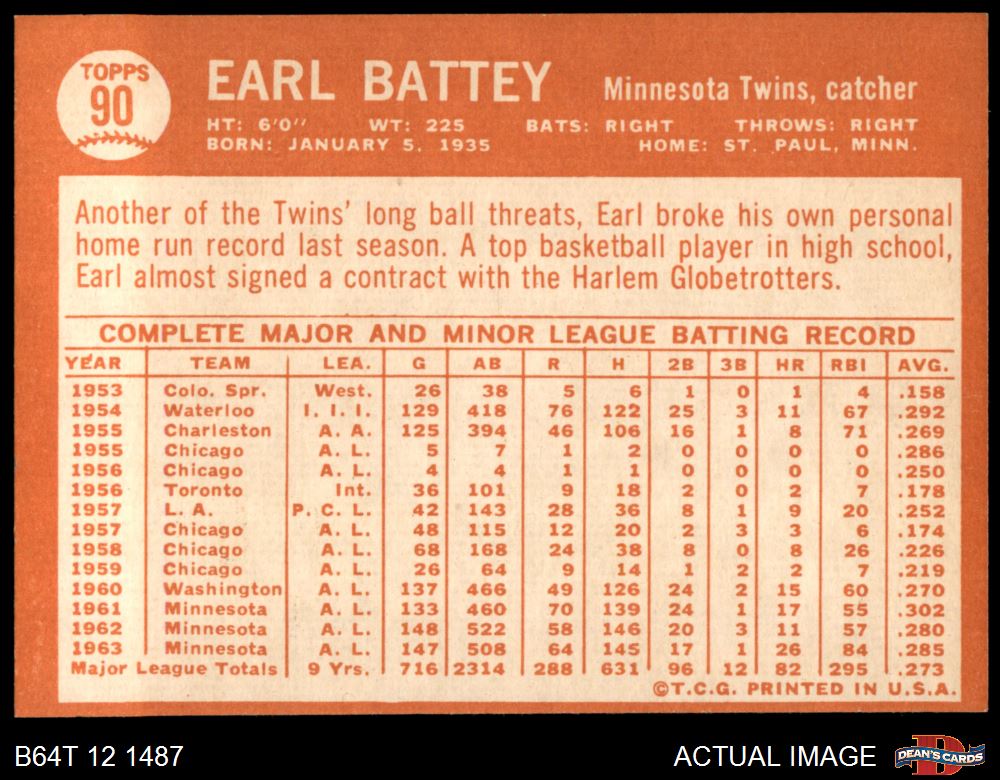 TOPPS
90
EARL BATTEY Minnesota Twins, catcher
HT: 6'0" WT: 225 BATS: RIGHT THROWS: RIGHT
BORN: JANUARY 5, 1935 HOME: ST. PAUL, MINN.
Another of the Twins' long ball threats, Earl broke his own personal
home run record last season. A top basketball player in high school,
Earl almost signed a contract with the Harlem Globetrotters.
COMPLETE MAJOR AND MINOR LEAGUE BATTING RECORD
YEAR TEAM LEA. G AB R H 2B 3B HR RBI AVG.
1953 Colo. Spr. West. 26 38 5 6 1 0 1 4 .158
1954 Waterloo I. I. I. 129 418 76 122 25 3 11 67 .292
1955 Charleston A. A. 125 394 46 106 16 1 8 71 .269
1955 Chicago A. L. 5 7 1 2 0 0 0 0 .286
1956 Chicago A. L. 4 4 1 1 0 0 0 0 .250
1956 Toronto Int. 36 101 9 18 2 0 2 7 .178
1957 L. A. P. C. L. 42 143 28 36 8 1 9 20 .252
1957 Chicago A. L. 48 115 12 20 2 3 3 6 .174
1958 Chicago A. L. 68 168 24 38 8 0 8 26 .226
1959 Chicago A. L. 26 64 9 14 1 2 2 7 .219
1960 Washington A. L. 137 466 49 126 24 2 15 60 .270
1961 Minnesota A. L. 133 460 70 139 24 1 17 55 .302
1962 Minnesota A. L. 148 522 58 146 20 3 11 57 .280
1963 Minnesota A. L. 147 508 64 145 17 1 26 84 .285
Major League Totals 9 Yrs. 716 2314 288 631 96 12 82 295 .273
©T.C.G. PRINTED IN U.S.A.
B64T 12 1487 ACTUAL IMAGE DEAN'S CARDS